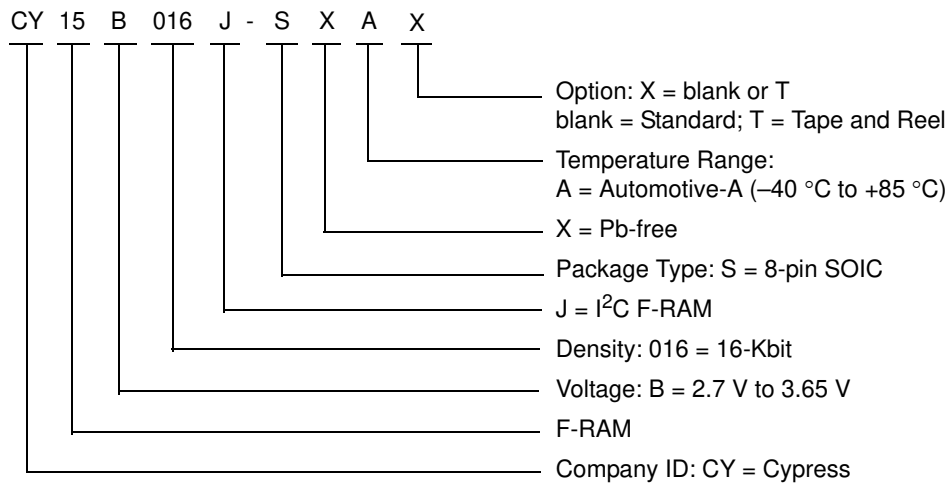 CY 15 B 016 J - S X A X
Option: X = blank or T
blank = Standard; T = Tape and Reel
Temperature Range:
A = Automotive-A (–40 °C to +85 °C)
X = Pb-free
Package Type: S = 8-pin SOIC
J = I²C F-RAM
Density: 016 = 16-Kbit
Voltage: B = 2.7 V to 3.65 V
F-RAM
Company ID: CY = Cypress